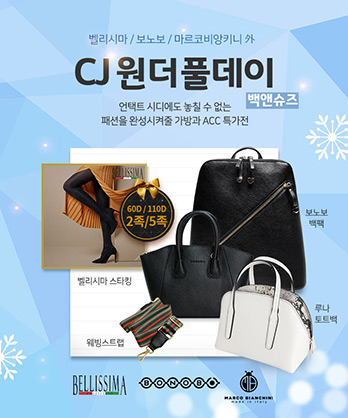 벨리시마 / 보노보 / 마르코비앙키니 外
CJ 원더풀데이
백앤슈즈
언택트 시디에도 놓칠 수 없는
패션을 완성시켜줄 가방과 ACC 특가전
BELLISSIMA
60D / 110D
2족/5족
보노보
백팩
벨리시마 스타킹
루나
토트백
웨빙스트랩
BELLISSIMA
BONOBO
MARCO BIANCHINI
made in italy